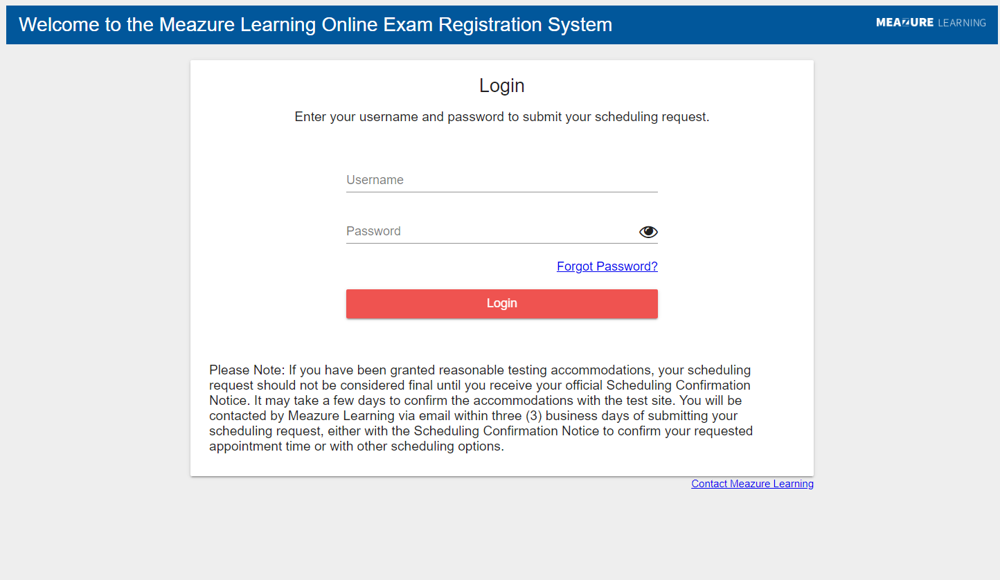 Welcome to the Meazure Learning Online Exam Registration System
MEAZURE LEARNING
Login
Enter your username and password to submit your scheduling request.
Username
Password
Forgot Password?
Login
Please Note: If you have been granted reasonable testing accommodations, your scheduling
request should not be considered final until you receive your official Scheduling Confirmation
Notice. It may take a few days to confirm the accommodations with the test site. You will be
contacted by Meazure Learning via email within three (3) business days of submitting your
scheduling request, either with the Scheduling Confirmation Notice to confirm your requested
appointment time or with other scheduling options.
Contact Meazure Learning